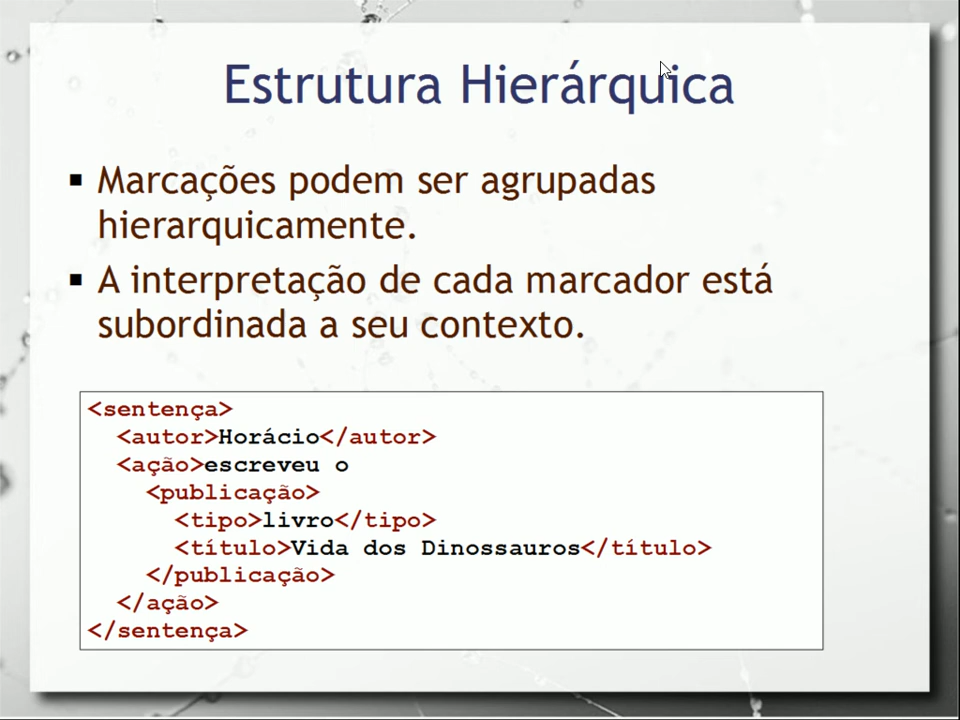 Estrutura Hierárquica
▪ Marcações podem ser agrupadas
hierarquicamente.
▪ A interpretação de cada marcador está
subordinada a seu contexto.
<sentença>
  <autor>Horácio</autor>
  <ação>escreveu o
    <publicação>
      <tipo>livro</tipo>
      <título>Vida dos Dinossauros</título>
    </publicação>
  </ação>
</sentença>